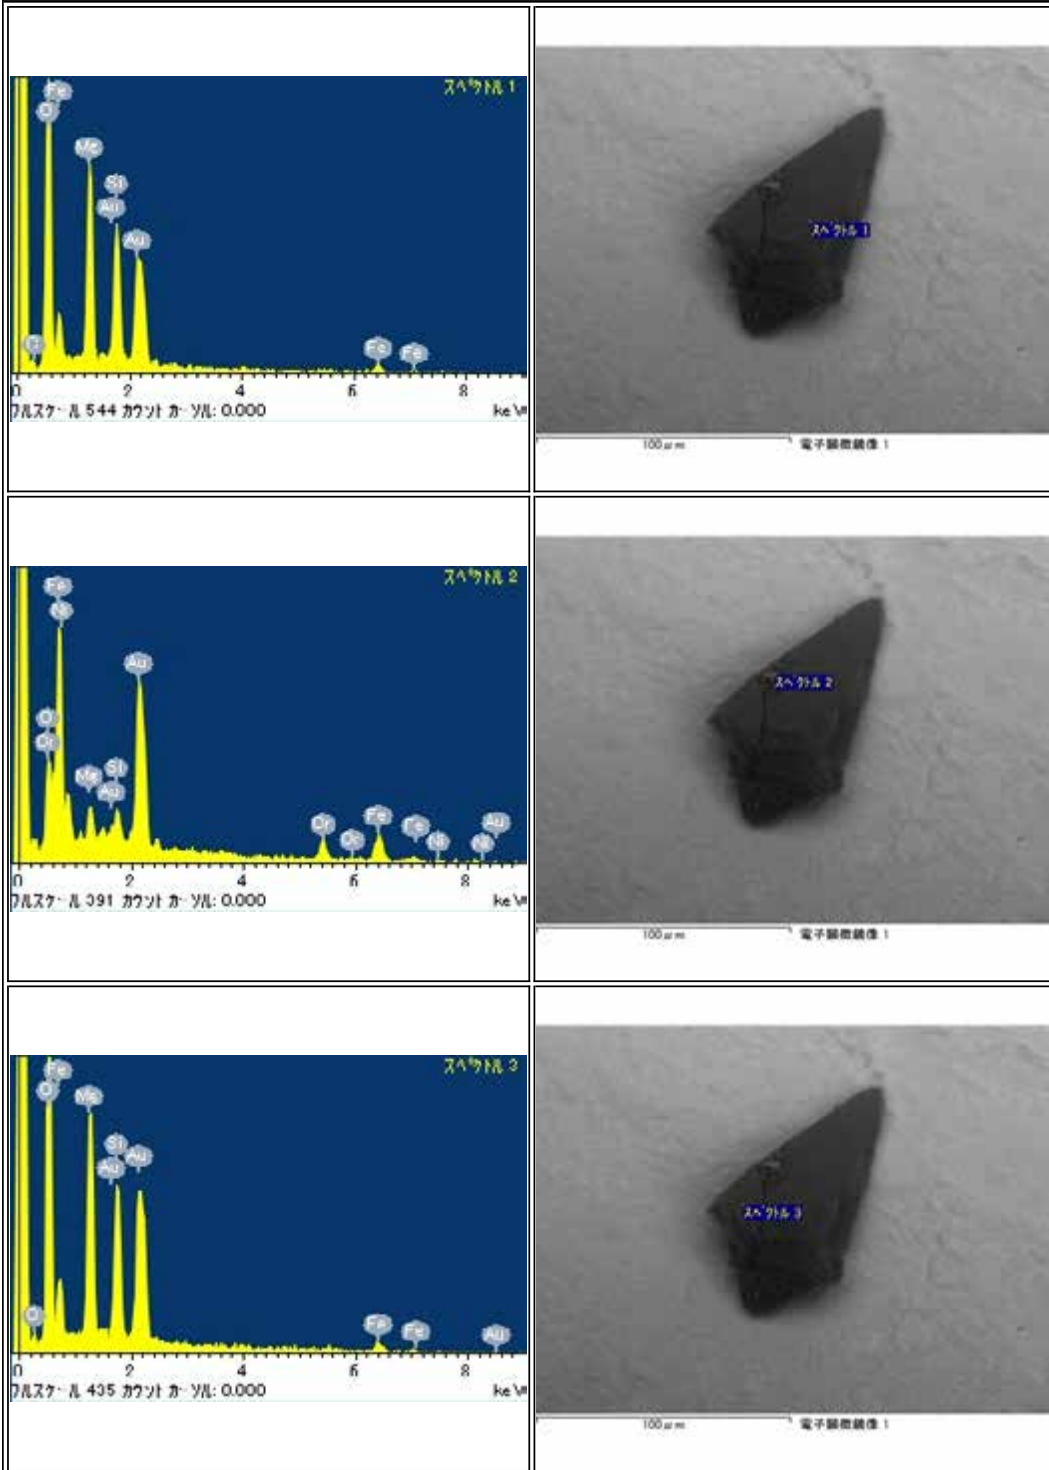 スペクトル 1
Fe
O
Mg
Si
Au
Au
C
Fe
Fe
0 2 4 6 8
フルスケール 544 カウント カーソル: 0.000
keV
スペクトル 1
100μm
電子顕微鏡像 1
スペクトル 2
Fe
Ni
Au
O
Cr
Mg
Si
Au
Cr
Cr
Fe
Fe
Ni
Au
Ni
0 2 4 6 8
フルスケール 391 カウント カーソル: 0.000
keV
スペクトル 2
100μm
電子顕微鏡像 1
スペクトル 3
Fe
O
Mg
Si
Au
Au
C
Fe
Fe
Au
0 2 4 6 8
フルスケール 435 カウント カーソル: 0.000
keV
スペクトル 3
100μm
電子顕微鏡像 1